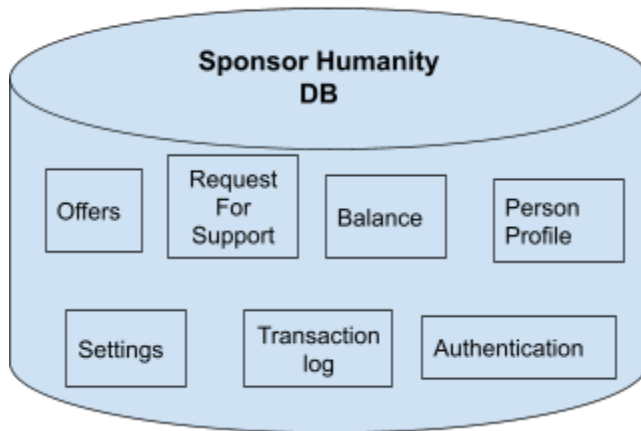 Sponsor Humanity
DB
Offers
Request
For
Support
Balance
Person
Profile
Settings
Transaction
log
Authentication